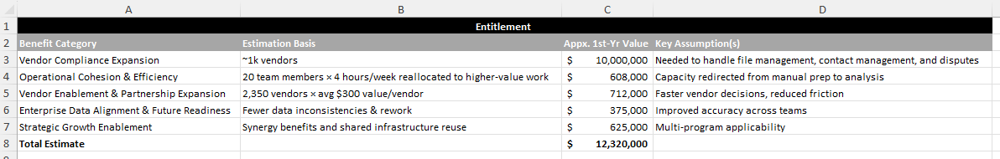 A B C D
1 Entitlement
2 Benefit Category Estimation Basis Appx. 1st-Yr Value Key Assumption(s)
3 Vendor Compliance Expansion ~1k vendors $ 10,000,000 Needed to handle file management, contact management, and disputes
4 Operational Cohesion & Efficiency 20 team members × 4 hours/week reallocated to higher-value work $ 608,000 Capacity redirected from manual prep to analysis
5 Vendor Enablement & Partnership Expansion 2,350 vendors × avg $300 value/vendor $ 712,000 Faster vendor decisions, reduced friction
6 Enterprise Data Alignment & Future Readiness Fewer data inconsistencies & rework $ 375,000 Improved accuracy across teams
7 Strategic Growth Enablement Synergy benefits and shared infrastructure reuse $ 625,000 Multi-program applicability
8 Total Estimate $ 12,320,000